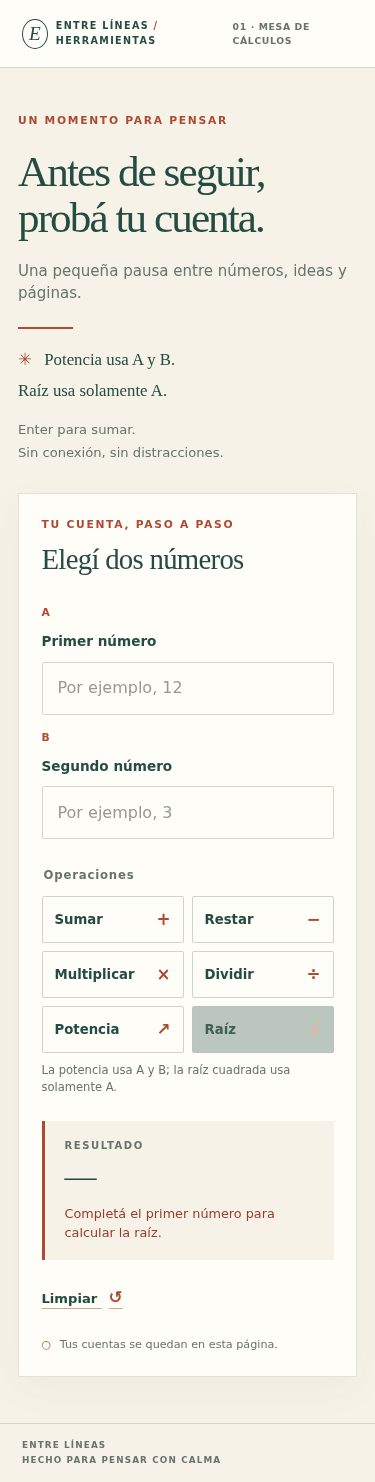 E
ENTRE LÍNEAS /
HERRAMIENTAS
01 · MESA DE
CÁLCULOS
UN MOMENTO PARA PENSAR
Antes de seguir,
probá tu cuenta.
Una pequeña pausa entre números, ideas y
páginas.
✳ Potencia usa A y B.
Raíz usa solamente A.
Enter para sumar.
Sin conexión, sin distracciones.
TU CUENTA, PASO A PASO
Elegí dos números
A
Primer número
Por ejemplo, 12
B
Segundo número
Por ejemplo, 3
Operaciones
Sumar +
Restar −
Multiplicar ×
Dividir ÷
Potencia ↗
Raíz √
La potencia usa A y B; la raíz cuadrada usa
solamente A.
RESULTADO
—
Completá el primer número para
calcular la raíz.
Limpiar ↺
○ Tus cuentas se quedan en esta página.
ENTRE LÍNEAS
HECHO PARA PENSAR CON CALMA